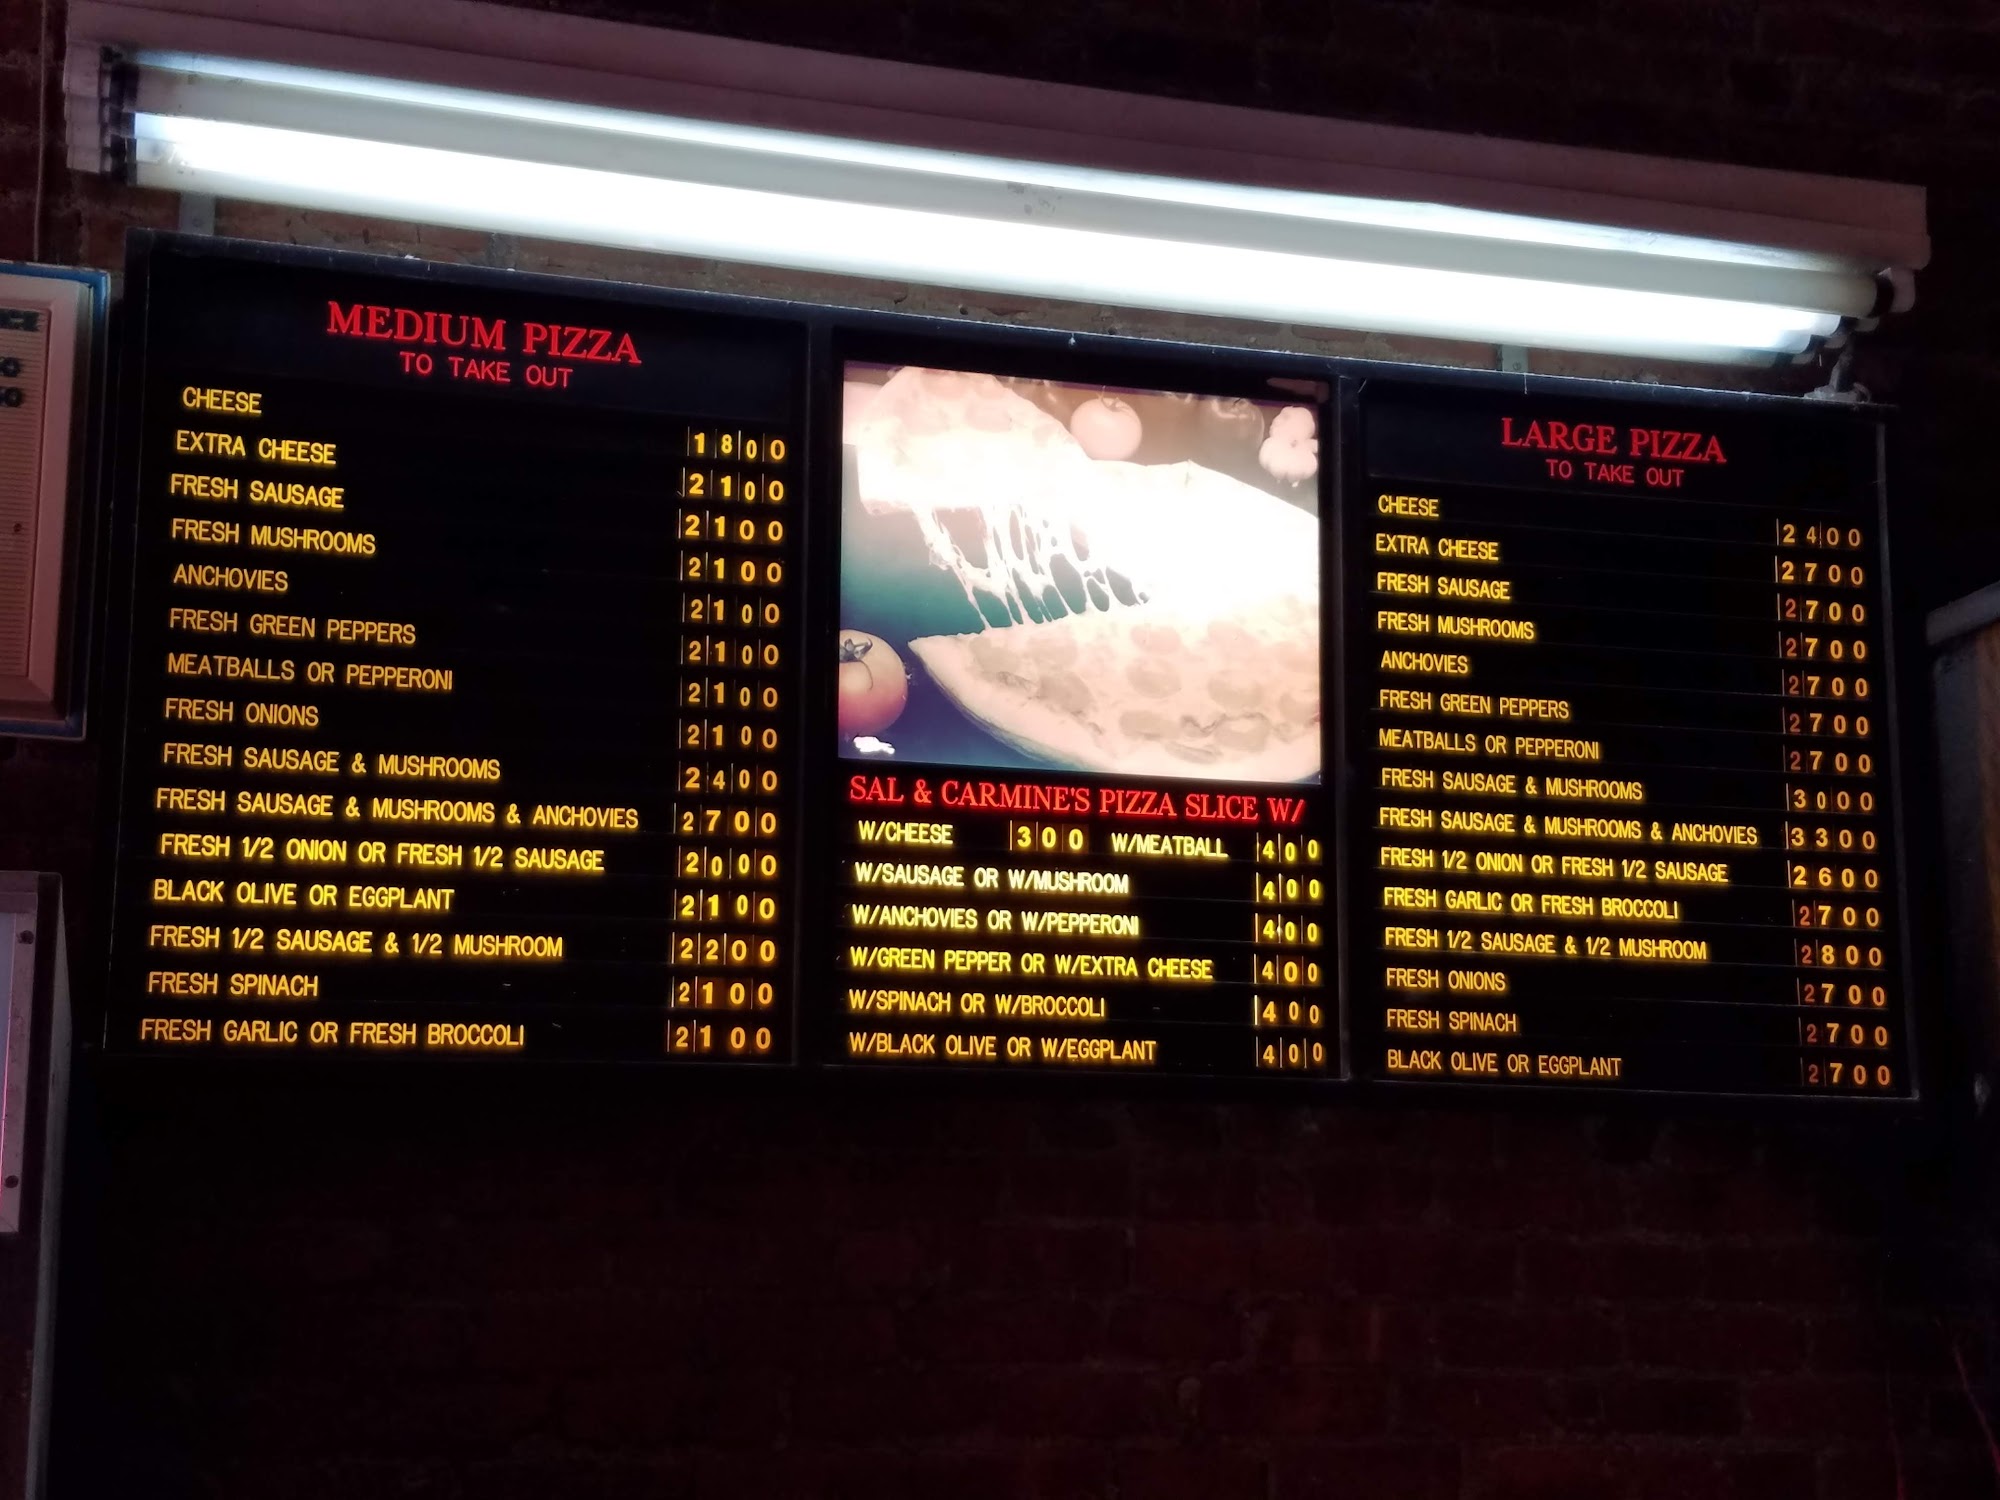 MEDIUM PIZZA
TO TAKE OUT
CHEESE 1800
EXTRA CHEESE 2100
FRESH SAUSAGE 2100
FRESH MUSHROOMS 2100
ANCHOVIES 2100
FRESH GREEN PEPPERS 2100
MEATBALLS OR PEPPERONI 2100
FRESH ONIONS 2100
FRESH SAUSAGE & MUSHROOMS 2400
FRESH SAUSAGE & MUSHROOMS & ANCHOVIES 2700
FRESH 1/2 ONION OR FRESH 1/2 SAUSAGE 2000
BLACK OLIVE OR EGGPLANT 2100
FRESH 1/2 SAUSAGE & 1/2 MUSHROOM 2200
FRESH SPINACH 2100
FRESH GARLIC OR FRESH BROCCOLI 2100
SAL & CARMINE'S PIZZA SLICE W/
W/CHEESE 300 W/MEATBALL 400
W/SAUSAGE OR W/MUSHROOM 400
W/ANCHOVIES OR W/PEPPERONI 400
W/GREEN PEPPER OR W/EXTRA CHEESE 400
W/SPINACH OR W/BROCCOLI 400
W/BLACK OLIVE OR W/EGGPLANT 400
LARGE PIZZA
TO TAKE OUT
CHEESE 2400
EXTRA CHEESE 2700
FRESH SAUSAGE 2700
FRESH MUSHROOMS 2700
ANCHOVIES 2700
FRESH GREEN PEPPERS 2700
MEATBALLS OR PEPPERONI 2700
FRESH SAUSAGE & MUSHROOMS 3000
FRESH SAUSAGE & MUSHROOMS & ANCHOVIES 3300
FRESH 1/2 ONION OR FRESH 1/2 SAUSAGE 2600
FRESH GARLIC OR FRESH BROCCOLI 2700
FRESH 1/2 SAUSAGE & 1/2 MUSHROOM 2800
FRESH ONIONS 2700
FRESH SPINACH 2700
BLACK OLIVE OR EGGPLANT 2700